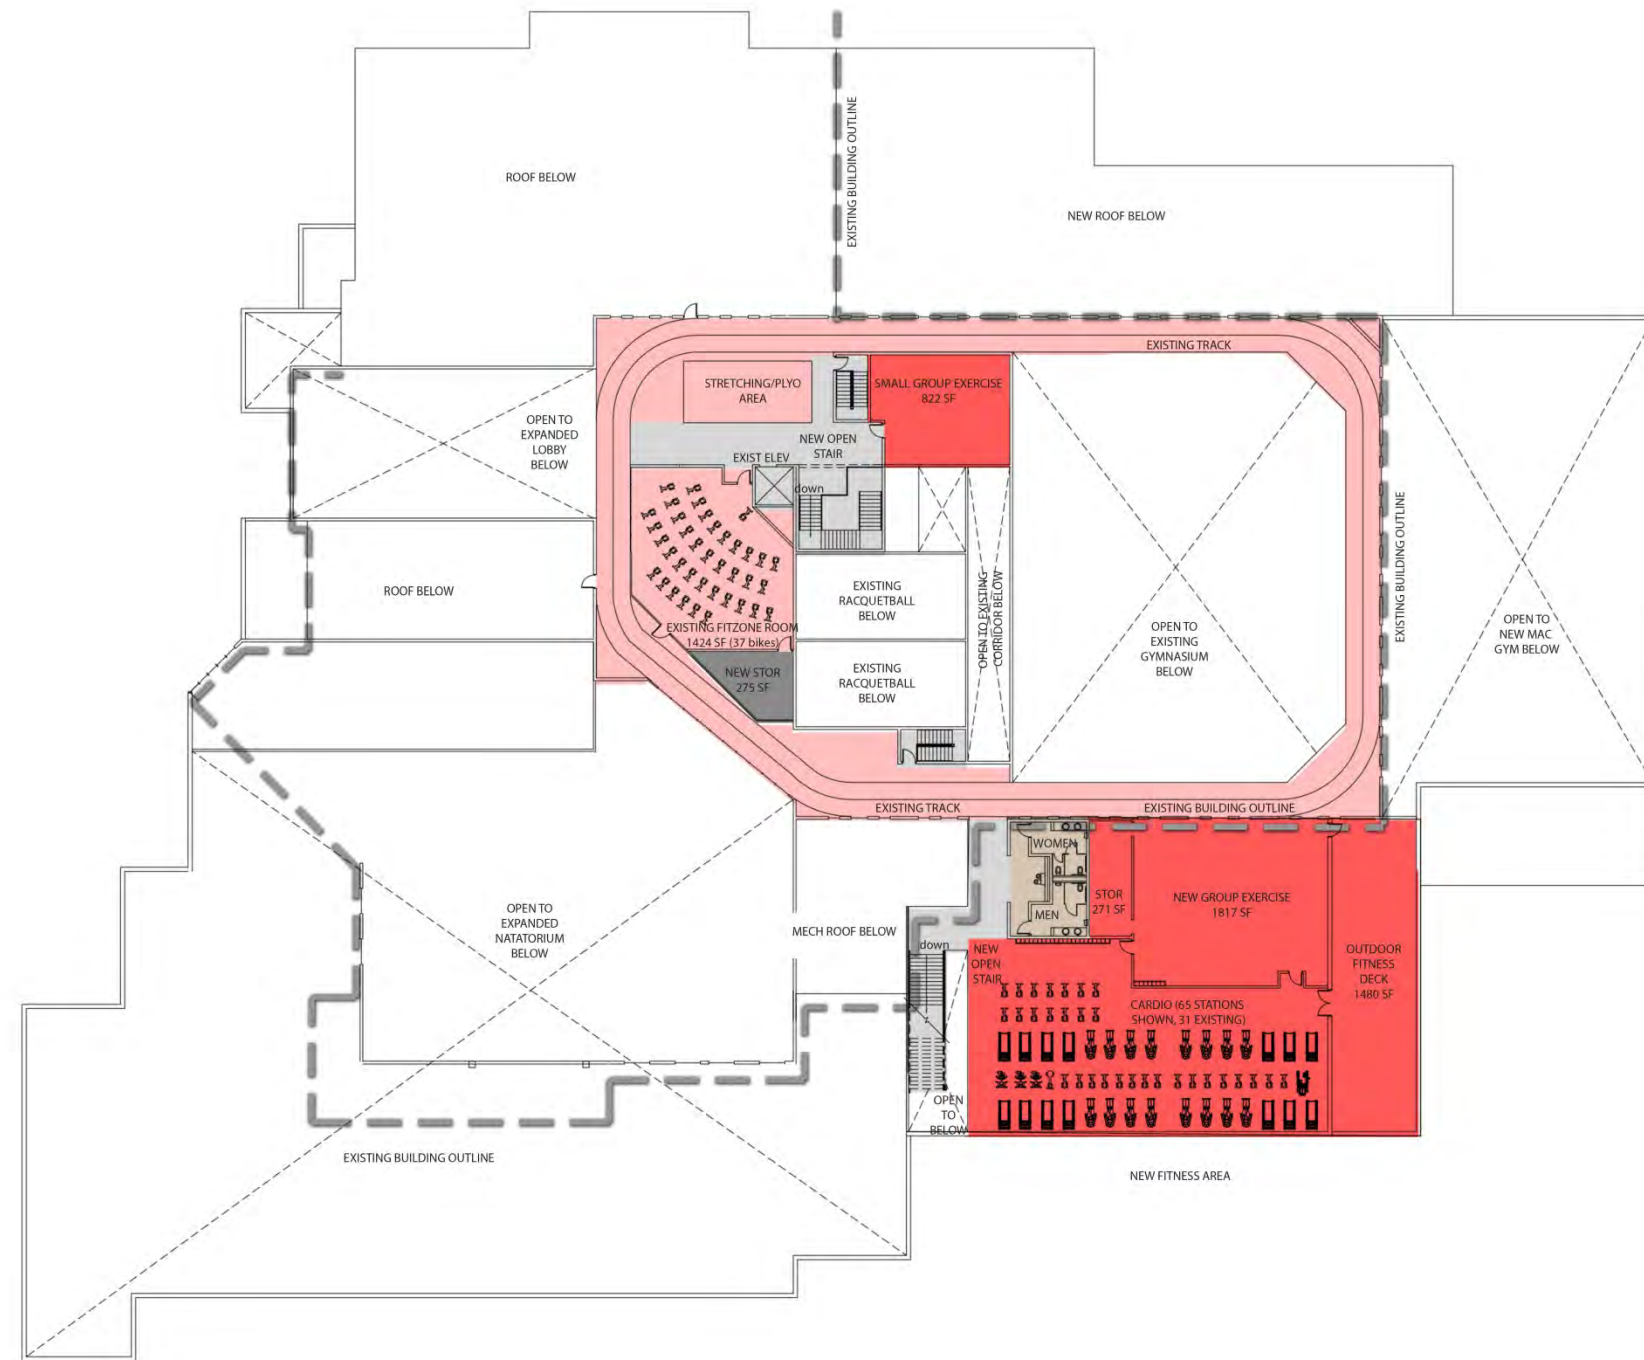 EXISTING BUILDING OUTLINE
ROOF BELOW
NEW ROOF BELOW
EXISTING TRACK
STRETCHING/PLYO
AREA
SMALL GROUP EXERCISE
822 SF
OPEN TO
EXPANDED
LOBBY
BELOW
NEW OPEN
STAIR
EXIST ELEV
down
EXISTING BUILDING OUTLINE
ROOF BELOW
EXISTING
RACQUETBALL
BELOW
OPEN TO EXISTING
CORRIDOR BELOW
OPEN TO
EXISTING
GYMNASIUM
BELOW
OPEN TO
NEW MAC
GYM BELOW
EXISTING FITZONE ROOM
1424 SF (37 bikes)
NEW STOR
275 SF
EXISTING
RACQUETBALL
BELOW
EXISTING TRACK
EXISTING BUILDING OUTLINE
WOMEN
MEN
STOR
271 SF
NEW GROUP EXERCISE
1817 SF
OPEN TO
EXPANDED
NATATORIUM
BELOW
MECH ROOF BELOW
down
NEW
OPEN
STAIR
OUTDOOR
FITNESS
DECK
1480 SF
CARDIO (65 STATIONS
SHOWN, 31 EXISTING)
OPEN
TO
BELOW
EXISTING BUILDING OUTLINE
NEW FITNESS AREA